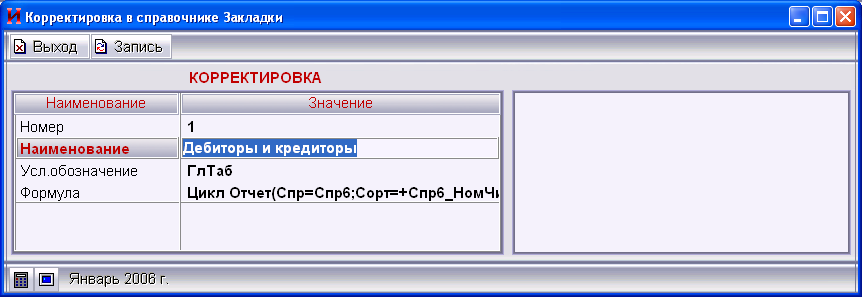 Корректировка в справочнике Закладки
Выход Запись
КОРРЕКТИРОВКА
Наименование Значение
Номер 1
Наименование Дебиторы и кредиторы
Усл.обозначение ГлТаб
Формула Цикл Отчет(Спр=Спр6;Сорт=+Спр6_НомЧи
Январь 2006 г.